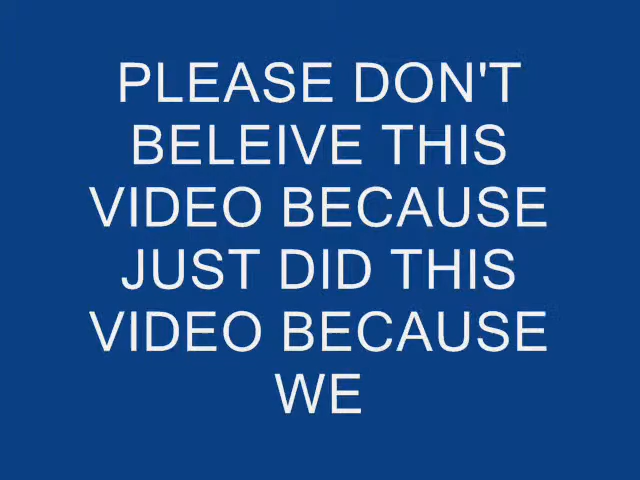 PLEASE DON'T
BELEIVE THIS
VIDEO BECAUSE
JUST DID THIS
VIDEO BECAUSE
WE